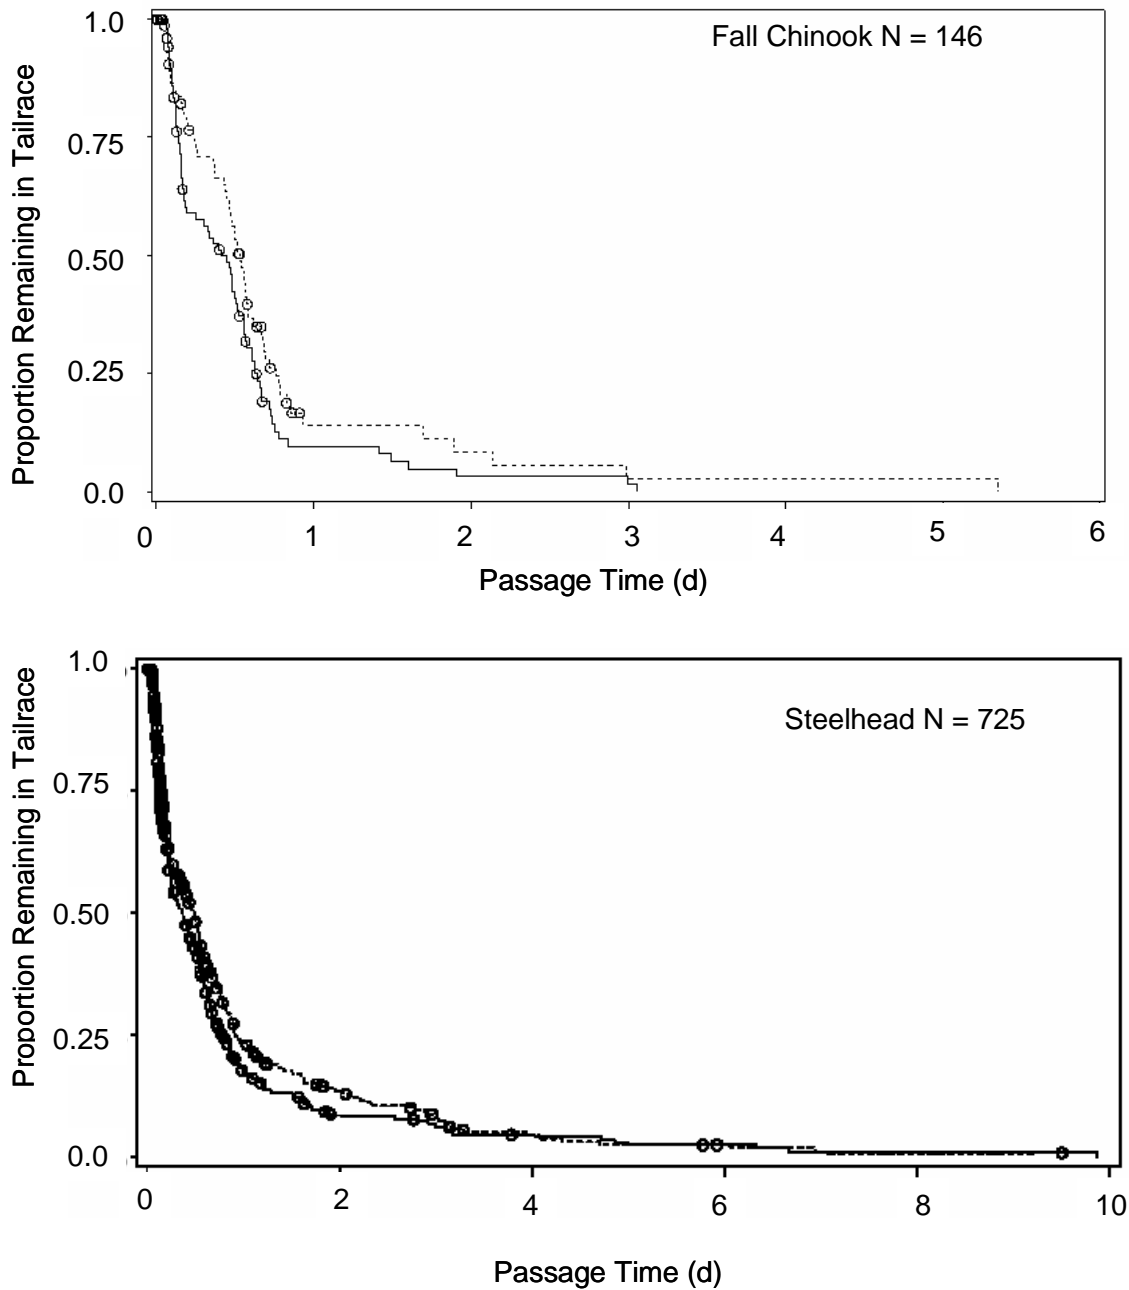 Fall Chinook N = 146
Proportion Remaining in Tailrace
1.0
0.75
0.50
0.25
0.0
0 1 2 3 4 5 6
Passage Time (d)
Steelhead N = 725
Proportion Remaining in Tailrace
1.0
0.75
0.50
0.25
0.0
0 2 4 6 8 10
Passage Time (d)